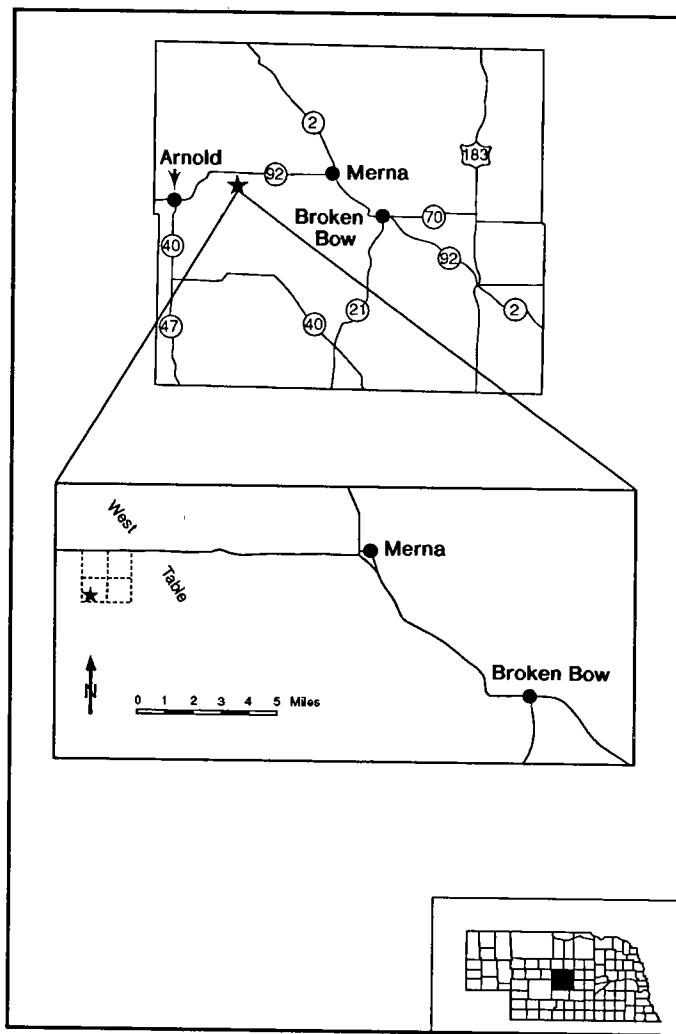 2
183
Arnold
92
Merna
Broken
Bow
70
40
92
21
2
47
40
West
Table
Merna
Broken Bow
N
0 1 2 3 4 5 Miles